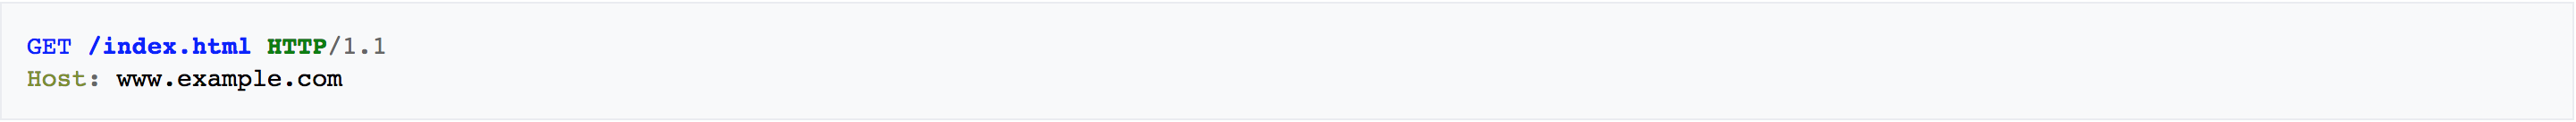 GET /index.html HTTP/1.1
Host: www.example.com